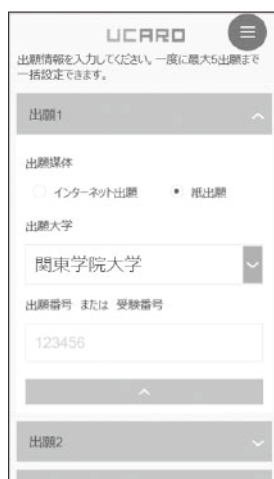 UCARO
出願情報を入力してください。一度に最大5出願まで
一括設定できます。
出願1
出願媒体
インターネット出願 紙出願
出願大学
関東学院大学
出願番号 または 受験番号
123456
出願2